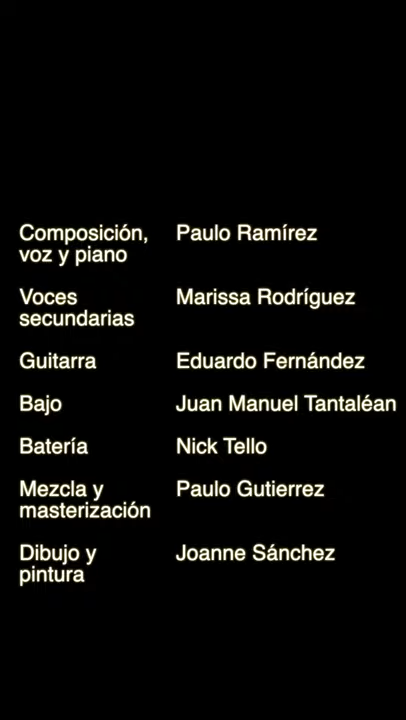 Composición, Paulo Ramírez
voz y piano
Voces Marissa Rodríguez
secundarias
Guitarra Eduardo Fernández
Bajo Juan Manuel Tantaléan
Batería Nick Tello
Mezcla y Paulo Gutierrez
masterización
Dibujo y Joanne Sánchez
pintura